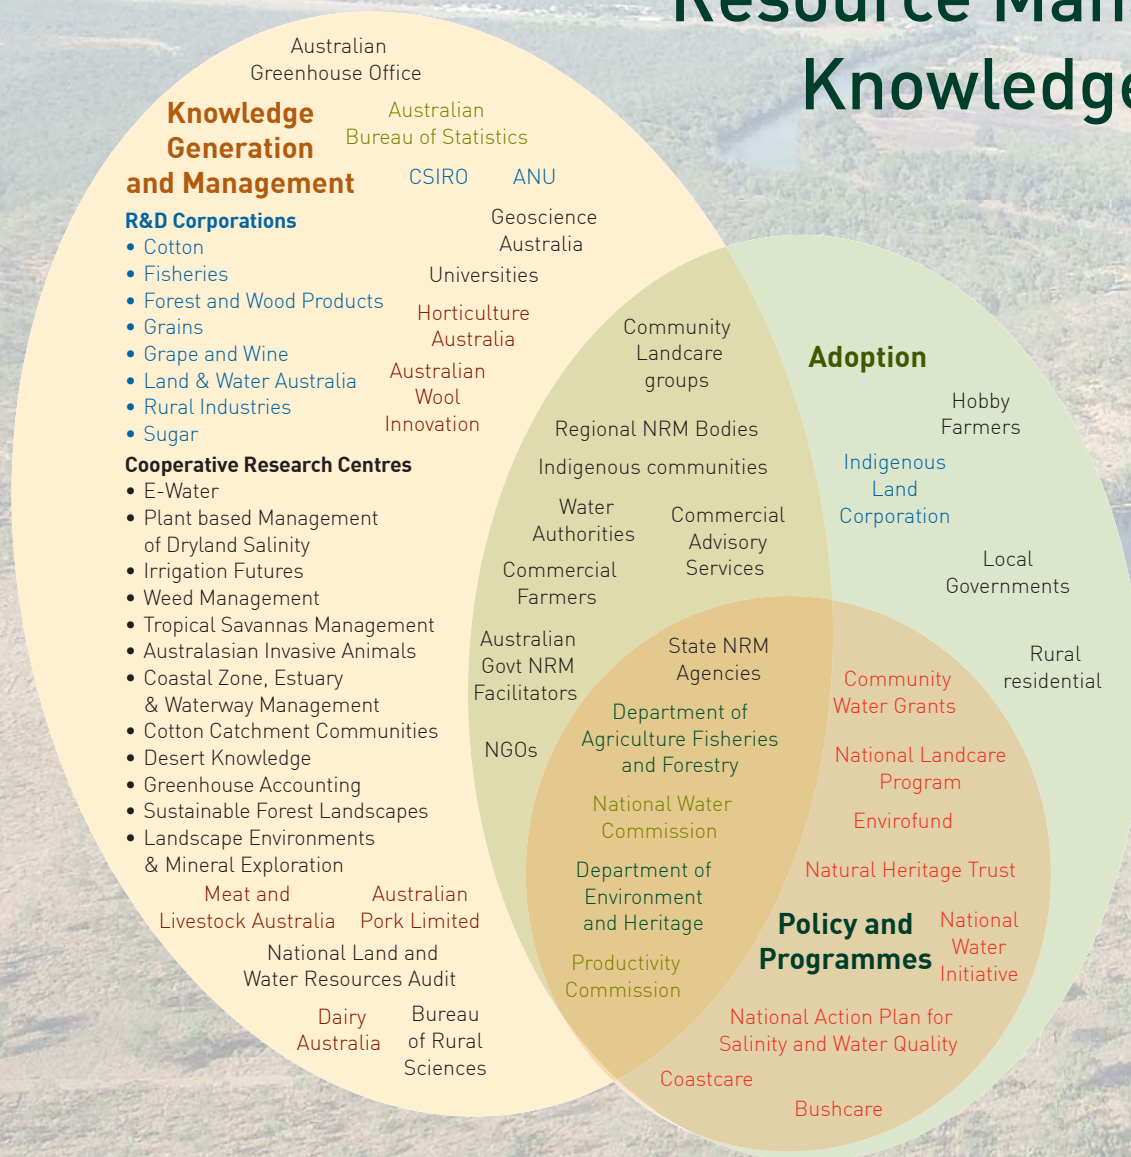 Knowledge
Australian
Greenhouse Office
Knowledge
Generation
and Management
Australian
Bureau of Statistics
CSIRO
ANU
R&D Corporations
• Cotton
• Fisheries
• Forest and Wood Products
• Grains
• Grape and Wine
• Land & Water Australia
• Rural Industries
• Sugar
Geoscience
Australia
Universities
Horticulture
Australia
Australian
Wool
Innovation
Cooperative Research Centres
• E-Water
• Plant based Management
of Dryland Salinity
• Irrigation Futures
• Weed Management
• Tropical Savannas Management
• Australasian Invasive Animals
• Coastal Zone, Estuary
& Waterway Management
• Cotton Catchment Communities
• Desert Knowledge
• Greenhouse Accounting
• Sustainable Forest Landscapes
• Landscape Environments
& Mineral Exploration
Meat and
Livestock Australia
Australian
Pork Limited
National Land and
Water Resources Audit
Dairy
Australia
Bureau
of Rural
Sciences
Community
Landcare
groups
Regional NRM Bodies
Indigenous communities
Water
Authorities
Commercial
Advisory
Services
Commercial
Farmers
Australian
Govt NRM
Facilitators
NGOs
State NRM
Agencies
Department of
Agriculture Fisheries
and Forestry
National Water
Commission
Department of
Environment
and Heritage
Productivity
Commission
Adoption
Hobby
Farmers
Indigenous
Land
Corporation
Local
Governments
Rural
residential
Community
Water Grants
National Landcare
Program
Envirofund
Natural Heritage Trust
Policy and
Programmes
National
Water
Initiative
National Action Plan for
Salinity and Water Quality
Coastcare
Bushcare